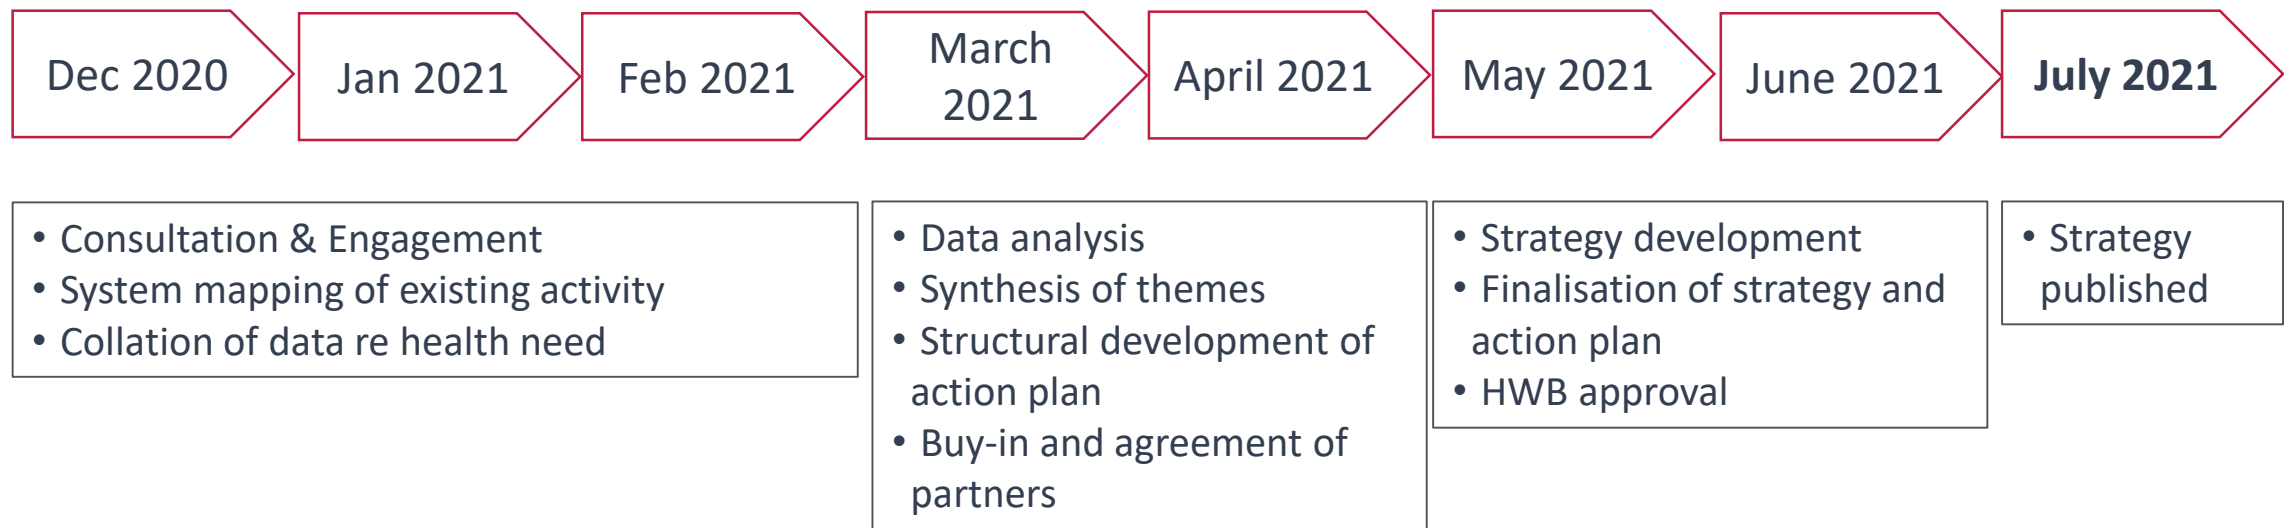 Dec 2020
Jan 2021
Feb 2021
March
2021
April 2021
May 2021
June 2021
July 2021
• Consultation & Engagement
• System mapping of existing activity
• Collation of data re health need
• Data analysis
• Synthesis of themes
• Structural development of
action plan
• Buy-in and agreement of
partners
• Strategy development
• Finalisation of strategy and
action plan
• HWB approval
• Strategy
published